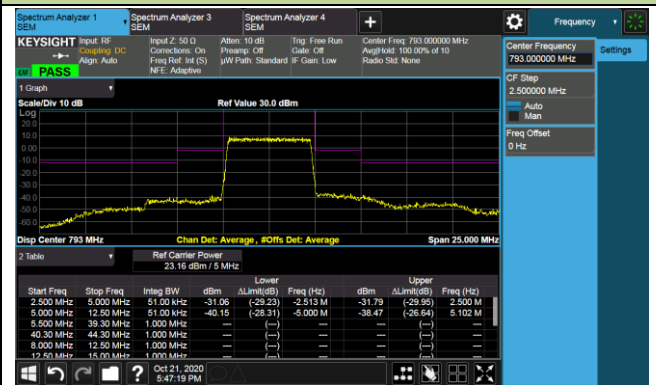 Spectrum Analyzer 1
SEM
Spectrum Analyzer 3
SEM
Spectrum Analyzer 4
SEM
Frequency
KEYSIGHT
Input: RF
Coupling: DC
Align: Auto
Input Z: 50 Ω
Corrections: On
Freq Ref: Int (S)
NFE: Adaptive
Atten: 10 dB
Preamp: Off
µW Path: Standard
Trig: Free Run
Gate: Off
IF Gain: Low
Center Freq: 793.000000 MHz
Avg|Hold: 100.00% of 10
Radio Std: None
PASS
Center Frequency
793.000000 MHz
Settings
CF Step
2.500000 MHz
Auto
Man
Freq Offset
0 Hz
1 Graph
Scale/Div 10 dB
Ref Value 30.0 dBm
Log
20.0
10.0
0.00
-10.0
-20.0
-30.0
-40.0
-50.0
-60.0
Disp Center 793 MHz
Chan Det: Average, #Offs Det: Average
Span 25.000 MHz
2 Table
Ref Carrier Power
23.16 dBm / 5 MHz
Lower Upper
Start Freq Stop Freq Integ BW dBm ΔLimit(dB) Freq (Hz) dBm ΔLimit(dB) Freq (Hz)
2.500 MHz 5.000 MHz 51.00 kHz -31.06 (-29.23) -2.513 M -31.79 (-29.95) 2.500 M
5.000 MHz 12.50 MHz 51.00 kHz -40.15 (-28.31) -5.000 M -38.47 (-26.64) 5.102 M
5.500 MHz 39.30 MHz 1.000 MHz — (—) — (—)
40.30 MHz 44.30 MHz 1.000 MHz — (—) — (—)
8.000 MHz 12.50 MHz 1.000 MHz — (—) — (—)
12.50 MHz 15.00 MHz 1.000 MHz — (—) — (—)
Oct 21, 2020
5:47:19 PM